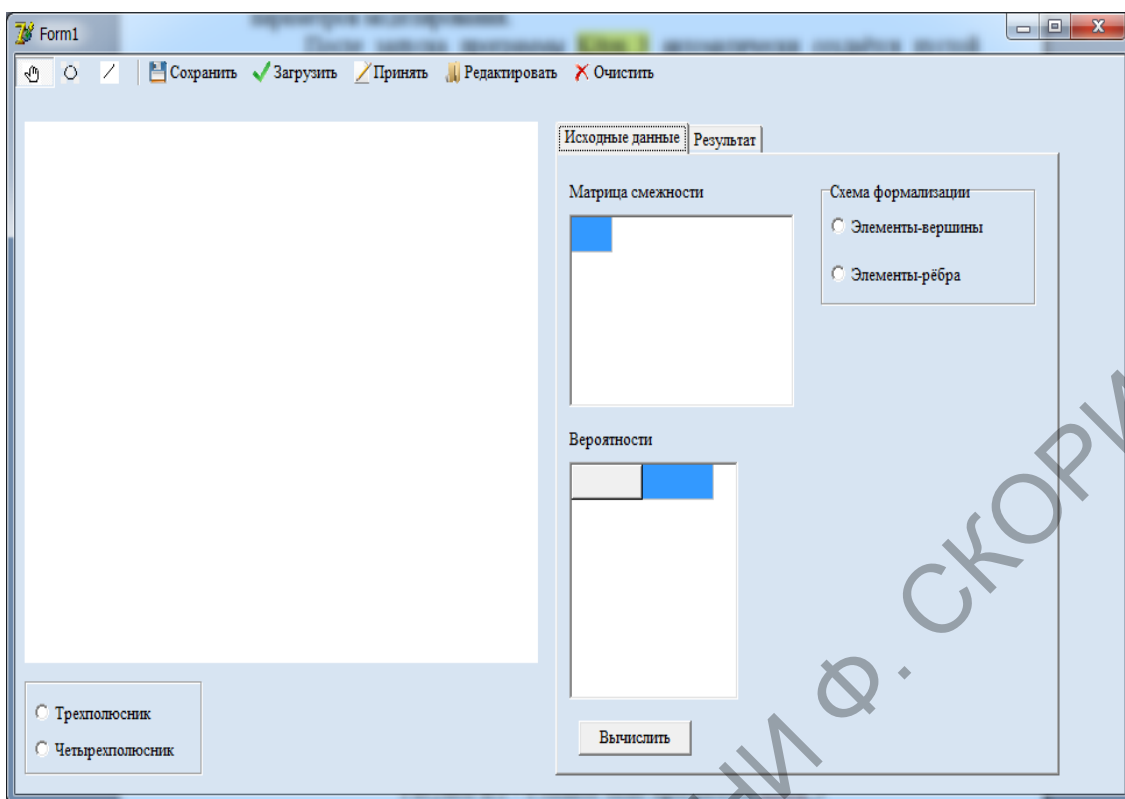 Form1
Сохранить Загрузить Принять Редактировать Очистить
Исходные данные Результат
Матрица смежности
Схема формализации
Элементы-вершины
Элементы-рёбра
Вероятности
Вычислить
Трехполюсник
Четырехполюсник
Ф. СКОРИ